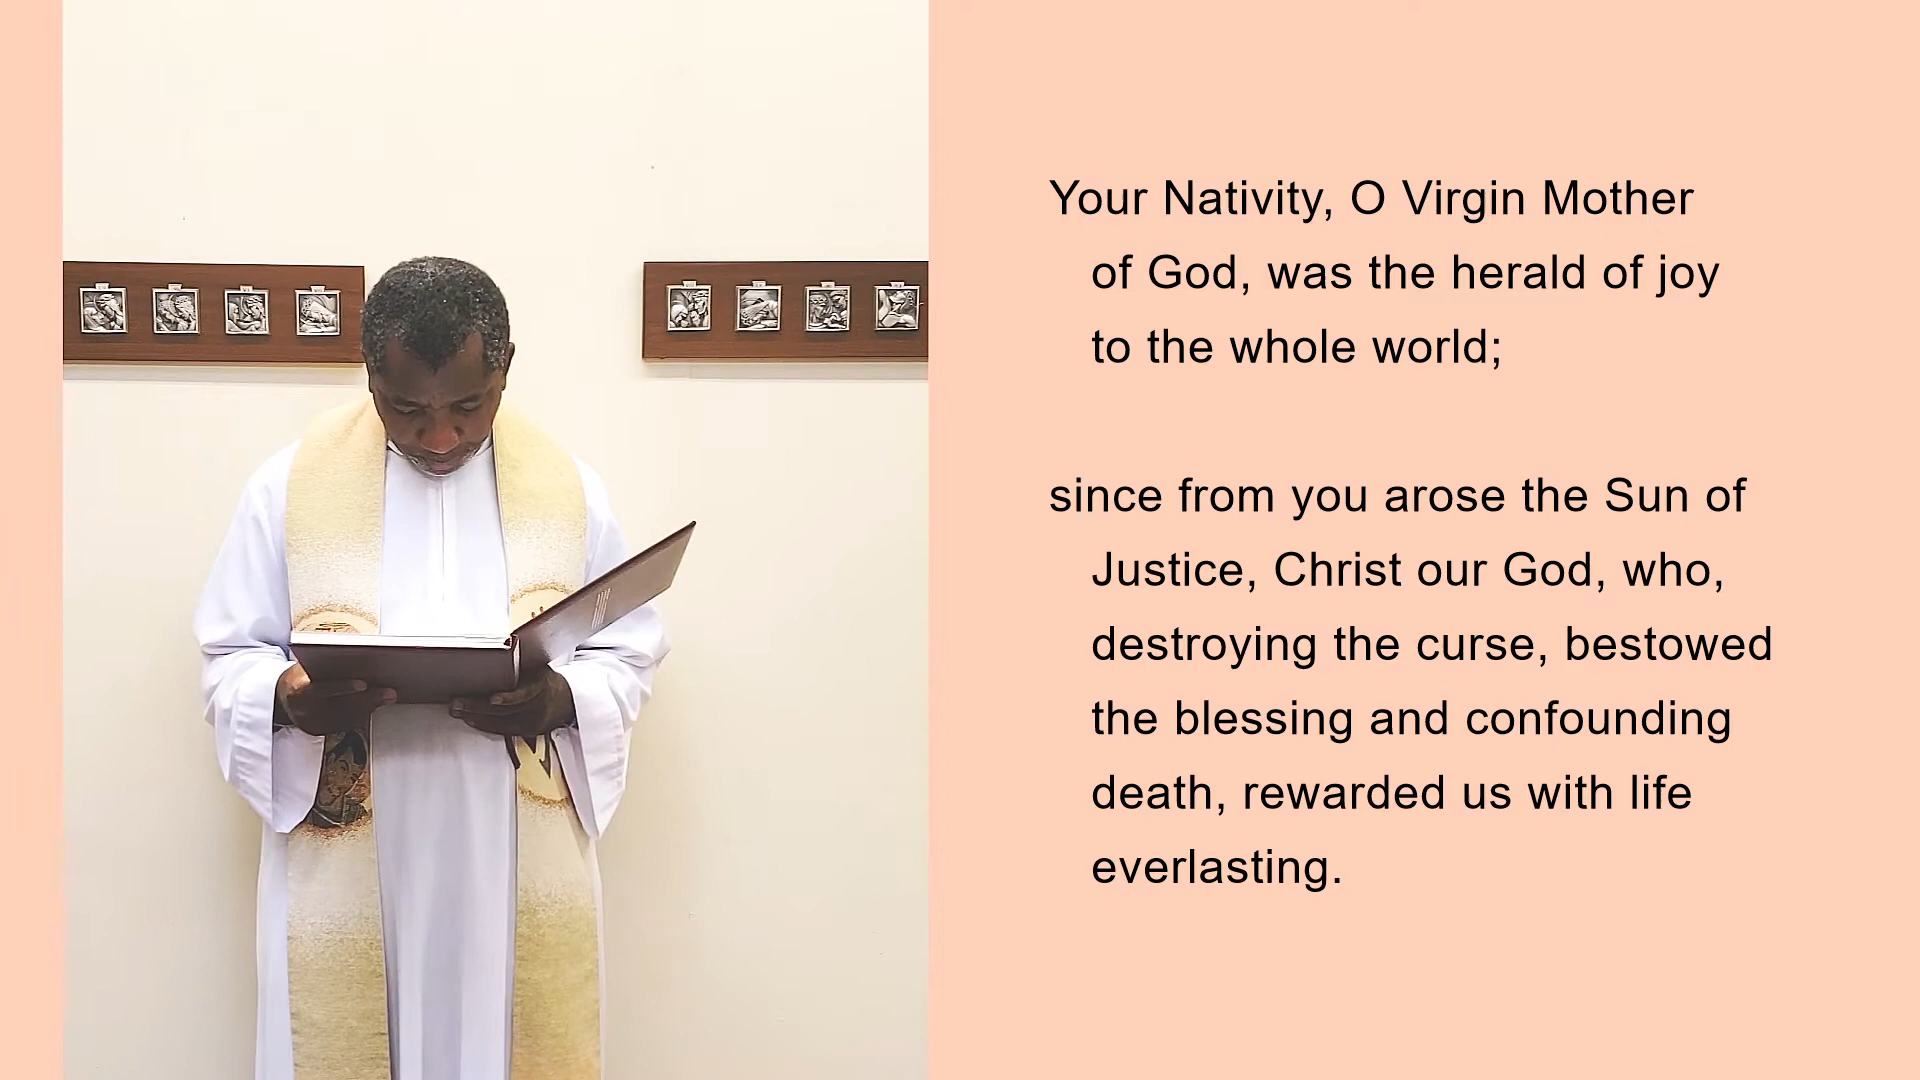 Your Nativity, O Virgin Mother
of God, was the herald of joy
to the whole world;
since from you arose the Sun of
Justice, Christ our God, who,
destroying the curse, bestowed
the blessing and confounding
death, rewarded us with life
everlasting.